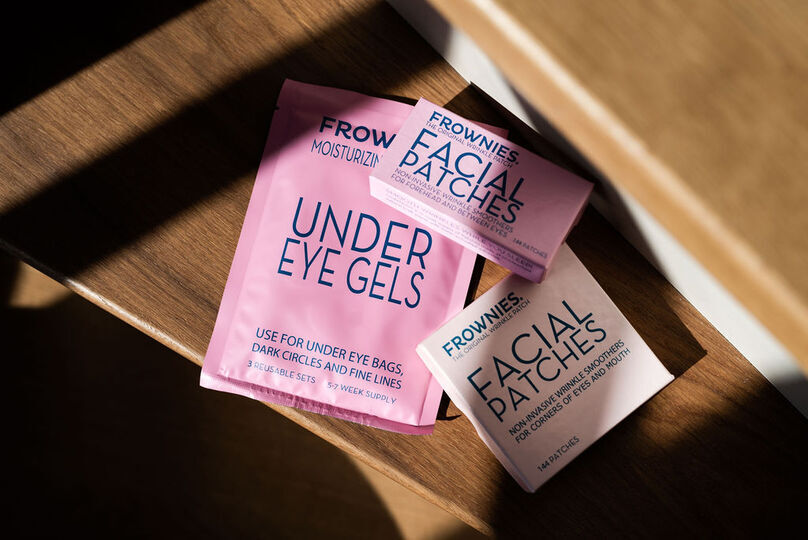 FROW
MOISTURIZIN
UNDER
EYE GELS
USE FOR UNDER EYE BAGS,
DARK CIRCLES AND FINE LINES
3 REUSABLE SETS 5-7 WEEK SUPPLY
FROWNIES.
THE ORIGINAL WRINKLE PATCH
FACIAL
PATCHES
NON-INVASIVE WRINKLE SMOOTHERS
FOR FOREHEAD AND BETWEEN EYES
144 PATCHES
FROWNIES.
THE ORIGINAL WRINKLE PATCH
FACIAL
PATCHES
NON-INVASIVE WRINKLE SMOOTHERS
FOR CORNERS OF EYES AND MOUTH
144 PATCHES